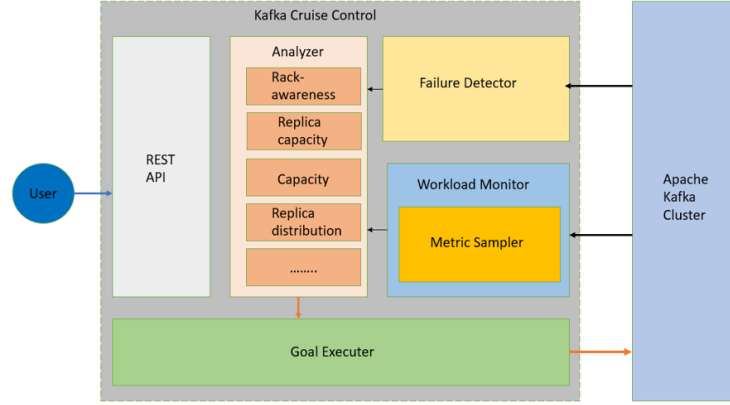 Kafka Cruise Control
User
REST
API
Analyzer
Rack-
awareness
Replica
capacity
Capacity
Replica
distribution
........
Failure Detector
Workload Monitor
Metric Sampler
Goal Executer
Apache
Kafka
Cluster